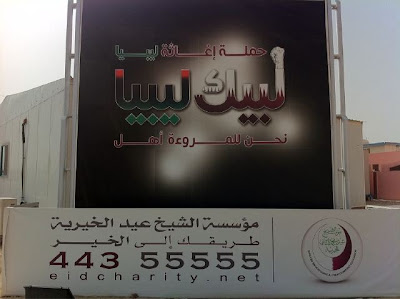 حملة إغاثة ليبيا
لبيك ليبيا
نحن للمروءة أهل
مؤسسة الشيخ عيد الخيرية
طريقك إلى الخير
443 55555
eidcharity.net